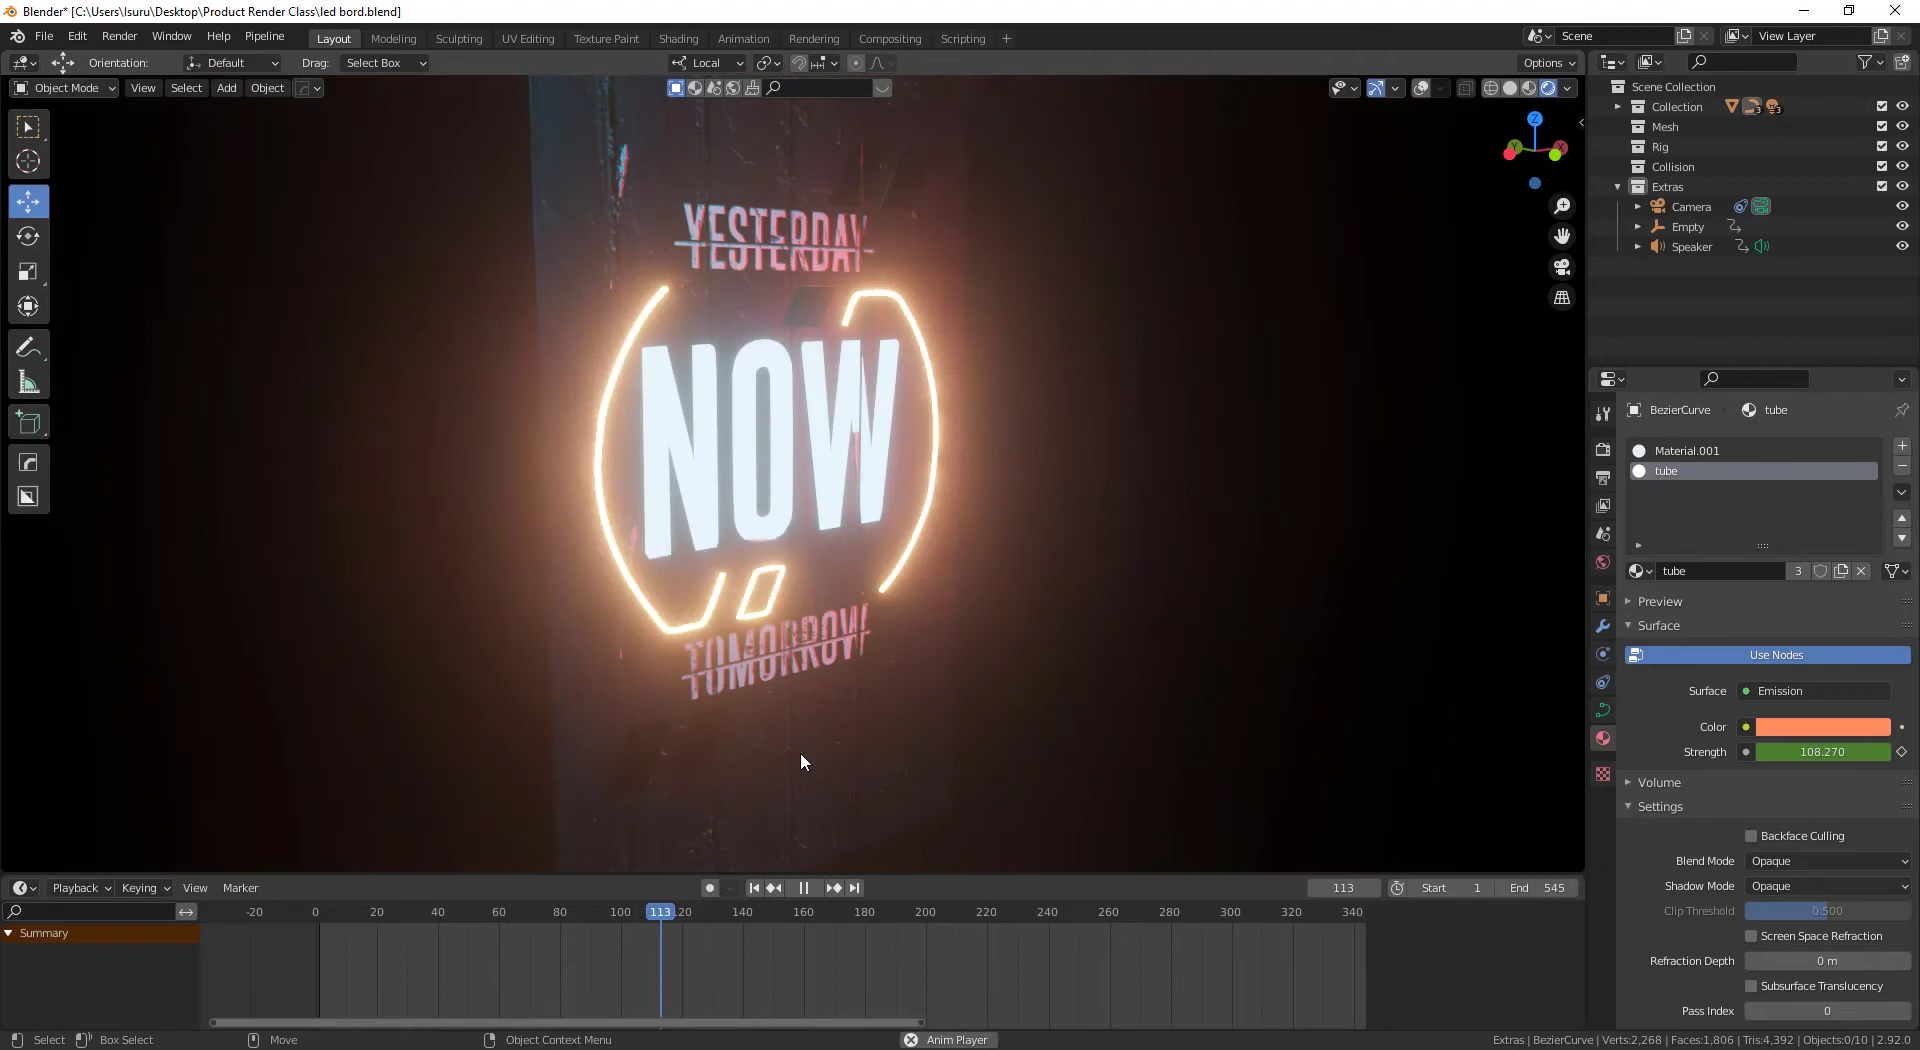 Blender* [C:\Users\Isuru\Desktop\Product Render Class\led bord.blend]
File Edit Render Window Help Pipeline Layout Modeling Sculpting UV Editing Texture Paint Shading Animation Rendering Compositing Scripting + Scene View Layer
Orientation: Default Drag: Select Box Local Options
Object Mode View Select Add Object
Scene Collection
Collection 3 3
Mesh
Rig
Collision
Extras
Camera
Empty
Speaker
Z
Y
X
YESTERDAY
NOW
TOMORROW
BezierCurve tube
Material.001
tube
tube 3
Preview
Surface
Use Nodes
Surface Emission
Color
Strength 108.270
Volume
Settings
Backface Culling
Blend Mode Opaque
Shadow Mode Opaque
Clip Threshold 0.500
Screen Space Refraction
Refraction Depth 0 m
Subsurface Translucency
Pass Index 0
Playback Keying View Marker 113 Start 1 End 545
-20 0 20 40 60 80 100 113 120 140 160 180 200 220 240 260 280 300 320 340
Summary
Select Box Select Move Object Context Menu Anim Player Extras | BezierCurve | Verts:2,268 | Faces:1,806 | Tris:4,392 | Objects:0/10 | 2.92.0